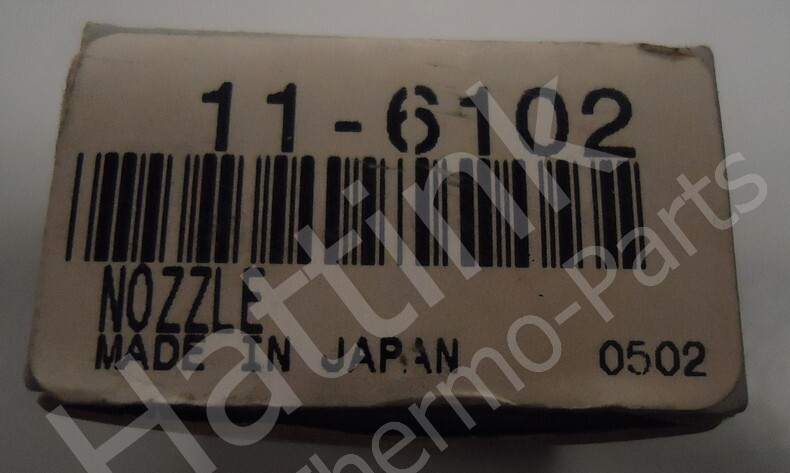 11-6102
NOZZLE
MADE IN JAPAN 0502
Hattink
Thermo-Parts